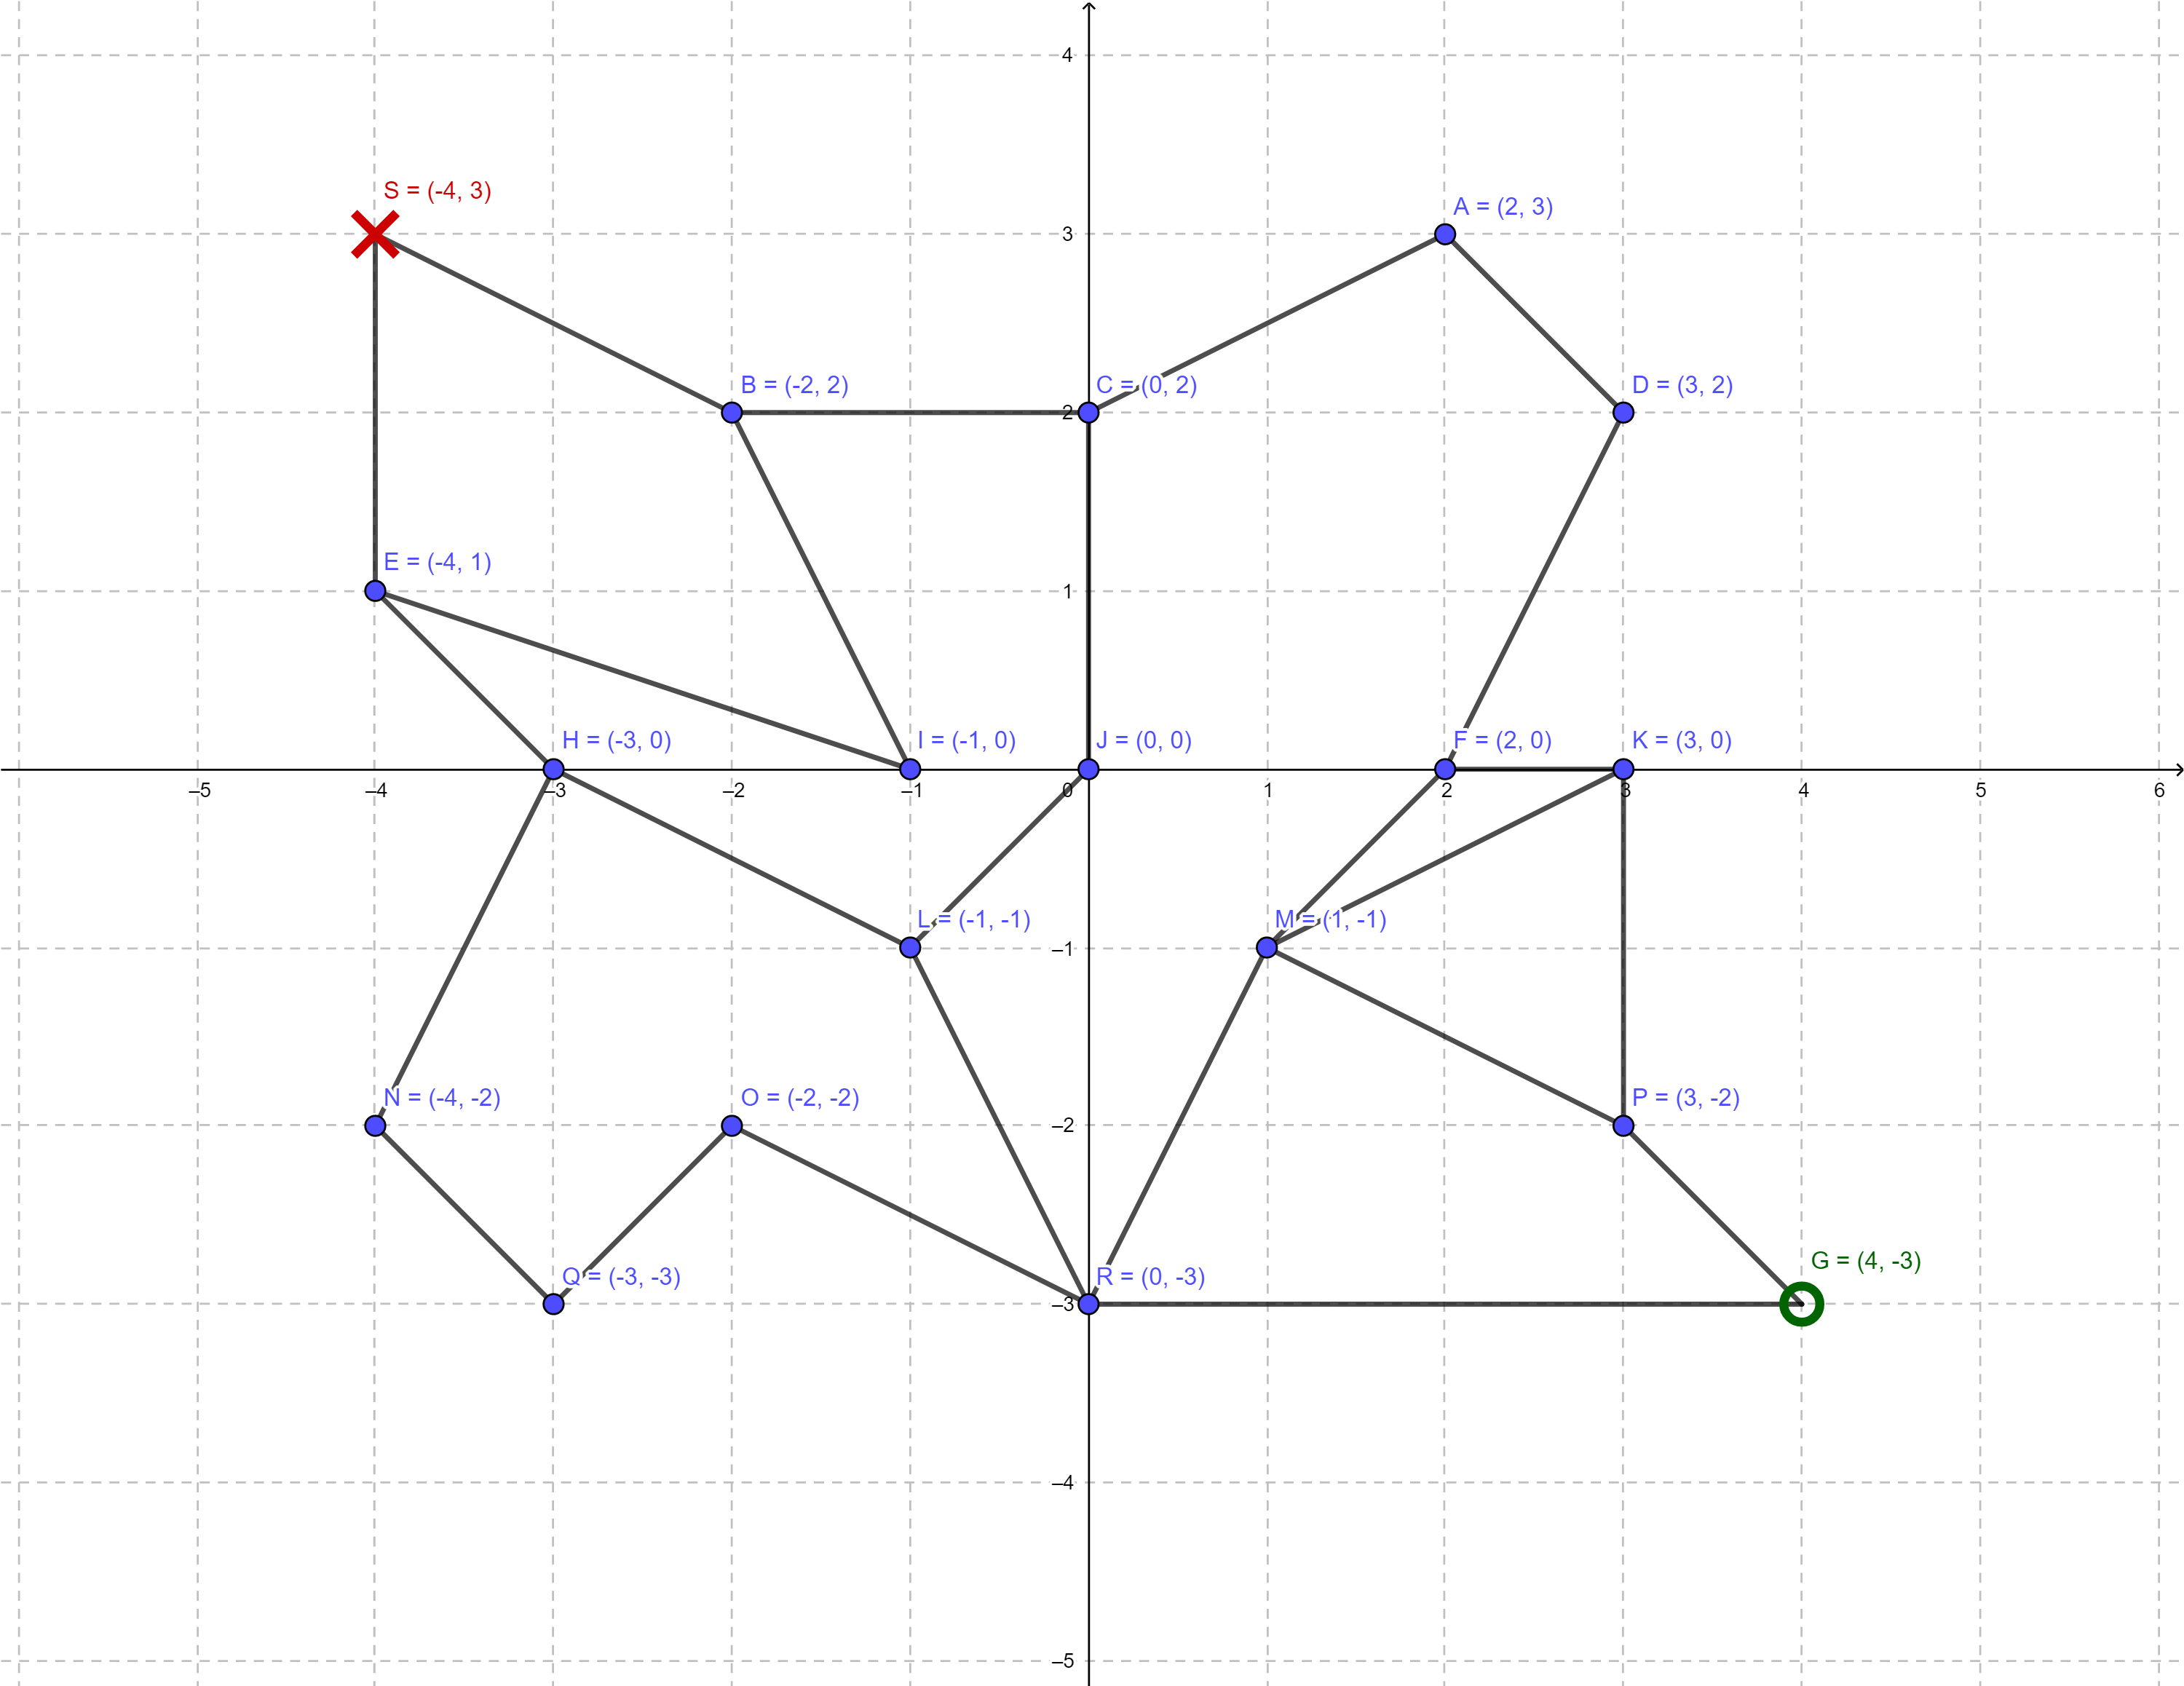 4
S = (-4, 3)
A = (2, 3)
3
B = (-2, 2)
C = (0, 2)
D = (3, 2)
2
E = (-4, 1)
1
H = (-3, 0)
I = (-1, 0)
J = (0, 0)
F = (2, 0)
K = (3, 0)
–5
–4
–3
–2
–1
0
1
2
3
4
5
6
L = (-1, -1)
M = (1, -1)
–1
N = (-4, -2)
O = (-2, -2)
P = (3, -2)
–2
G = (4, -3)
Q = (-3, -3)
R = (0, -3)
–3
–4
–5